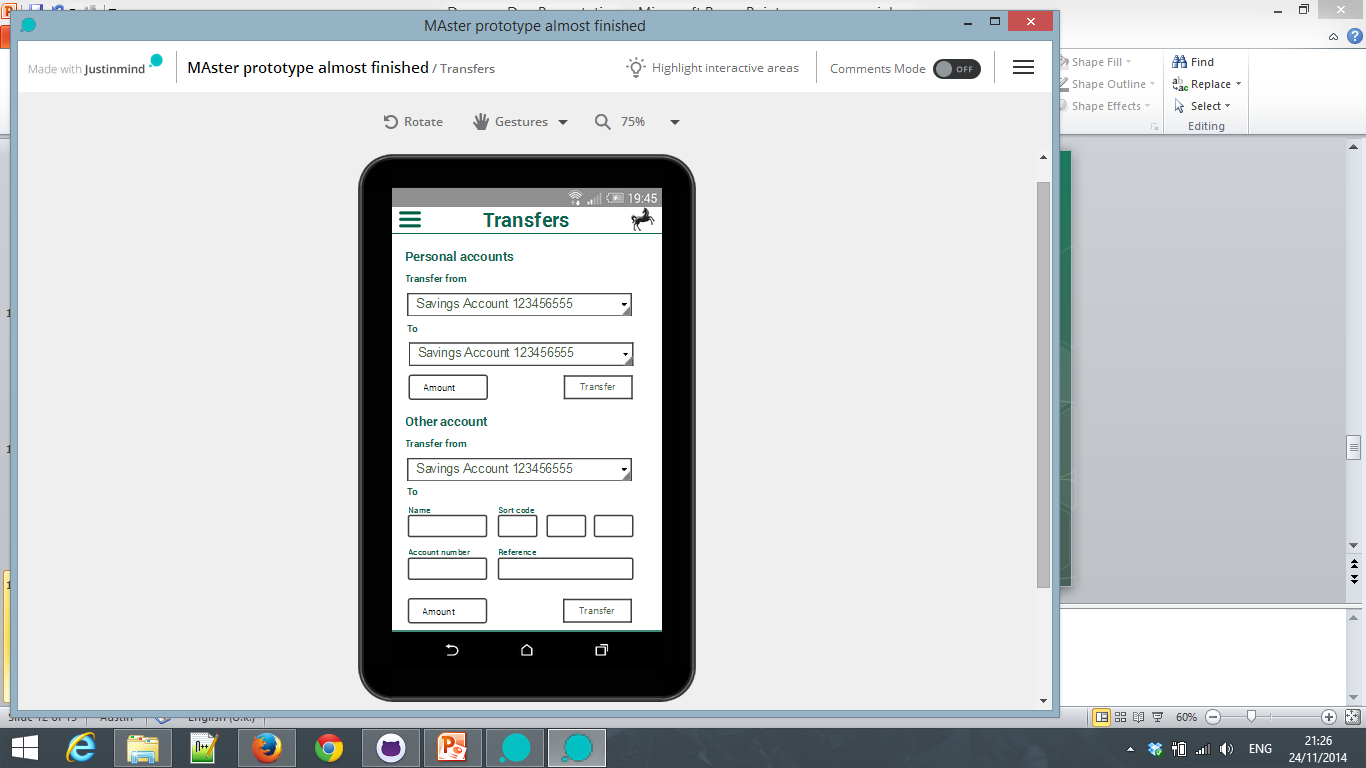 MAster prototype almost finished
Made with Justinmind
MAster prototype almost finished / Transfers
Highlight interactive areas
Comments Mode OFF
Shape Fill
Shape Outline
Shape Effects
Find
Replace
Select
Editing
Rotate
Gestures
75%
19:45
Transfers
Personal accounts
Transfer from
Savings Account 123456555
To
Savings Account 123456555
Amount
Transfer
Other account
Transfer from
Savings Account 123456555
To
Name
Sort code
Account number
Reference
Amount
Transfer
60%
ENG
21:26
24/11/2014